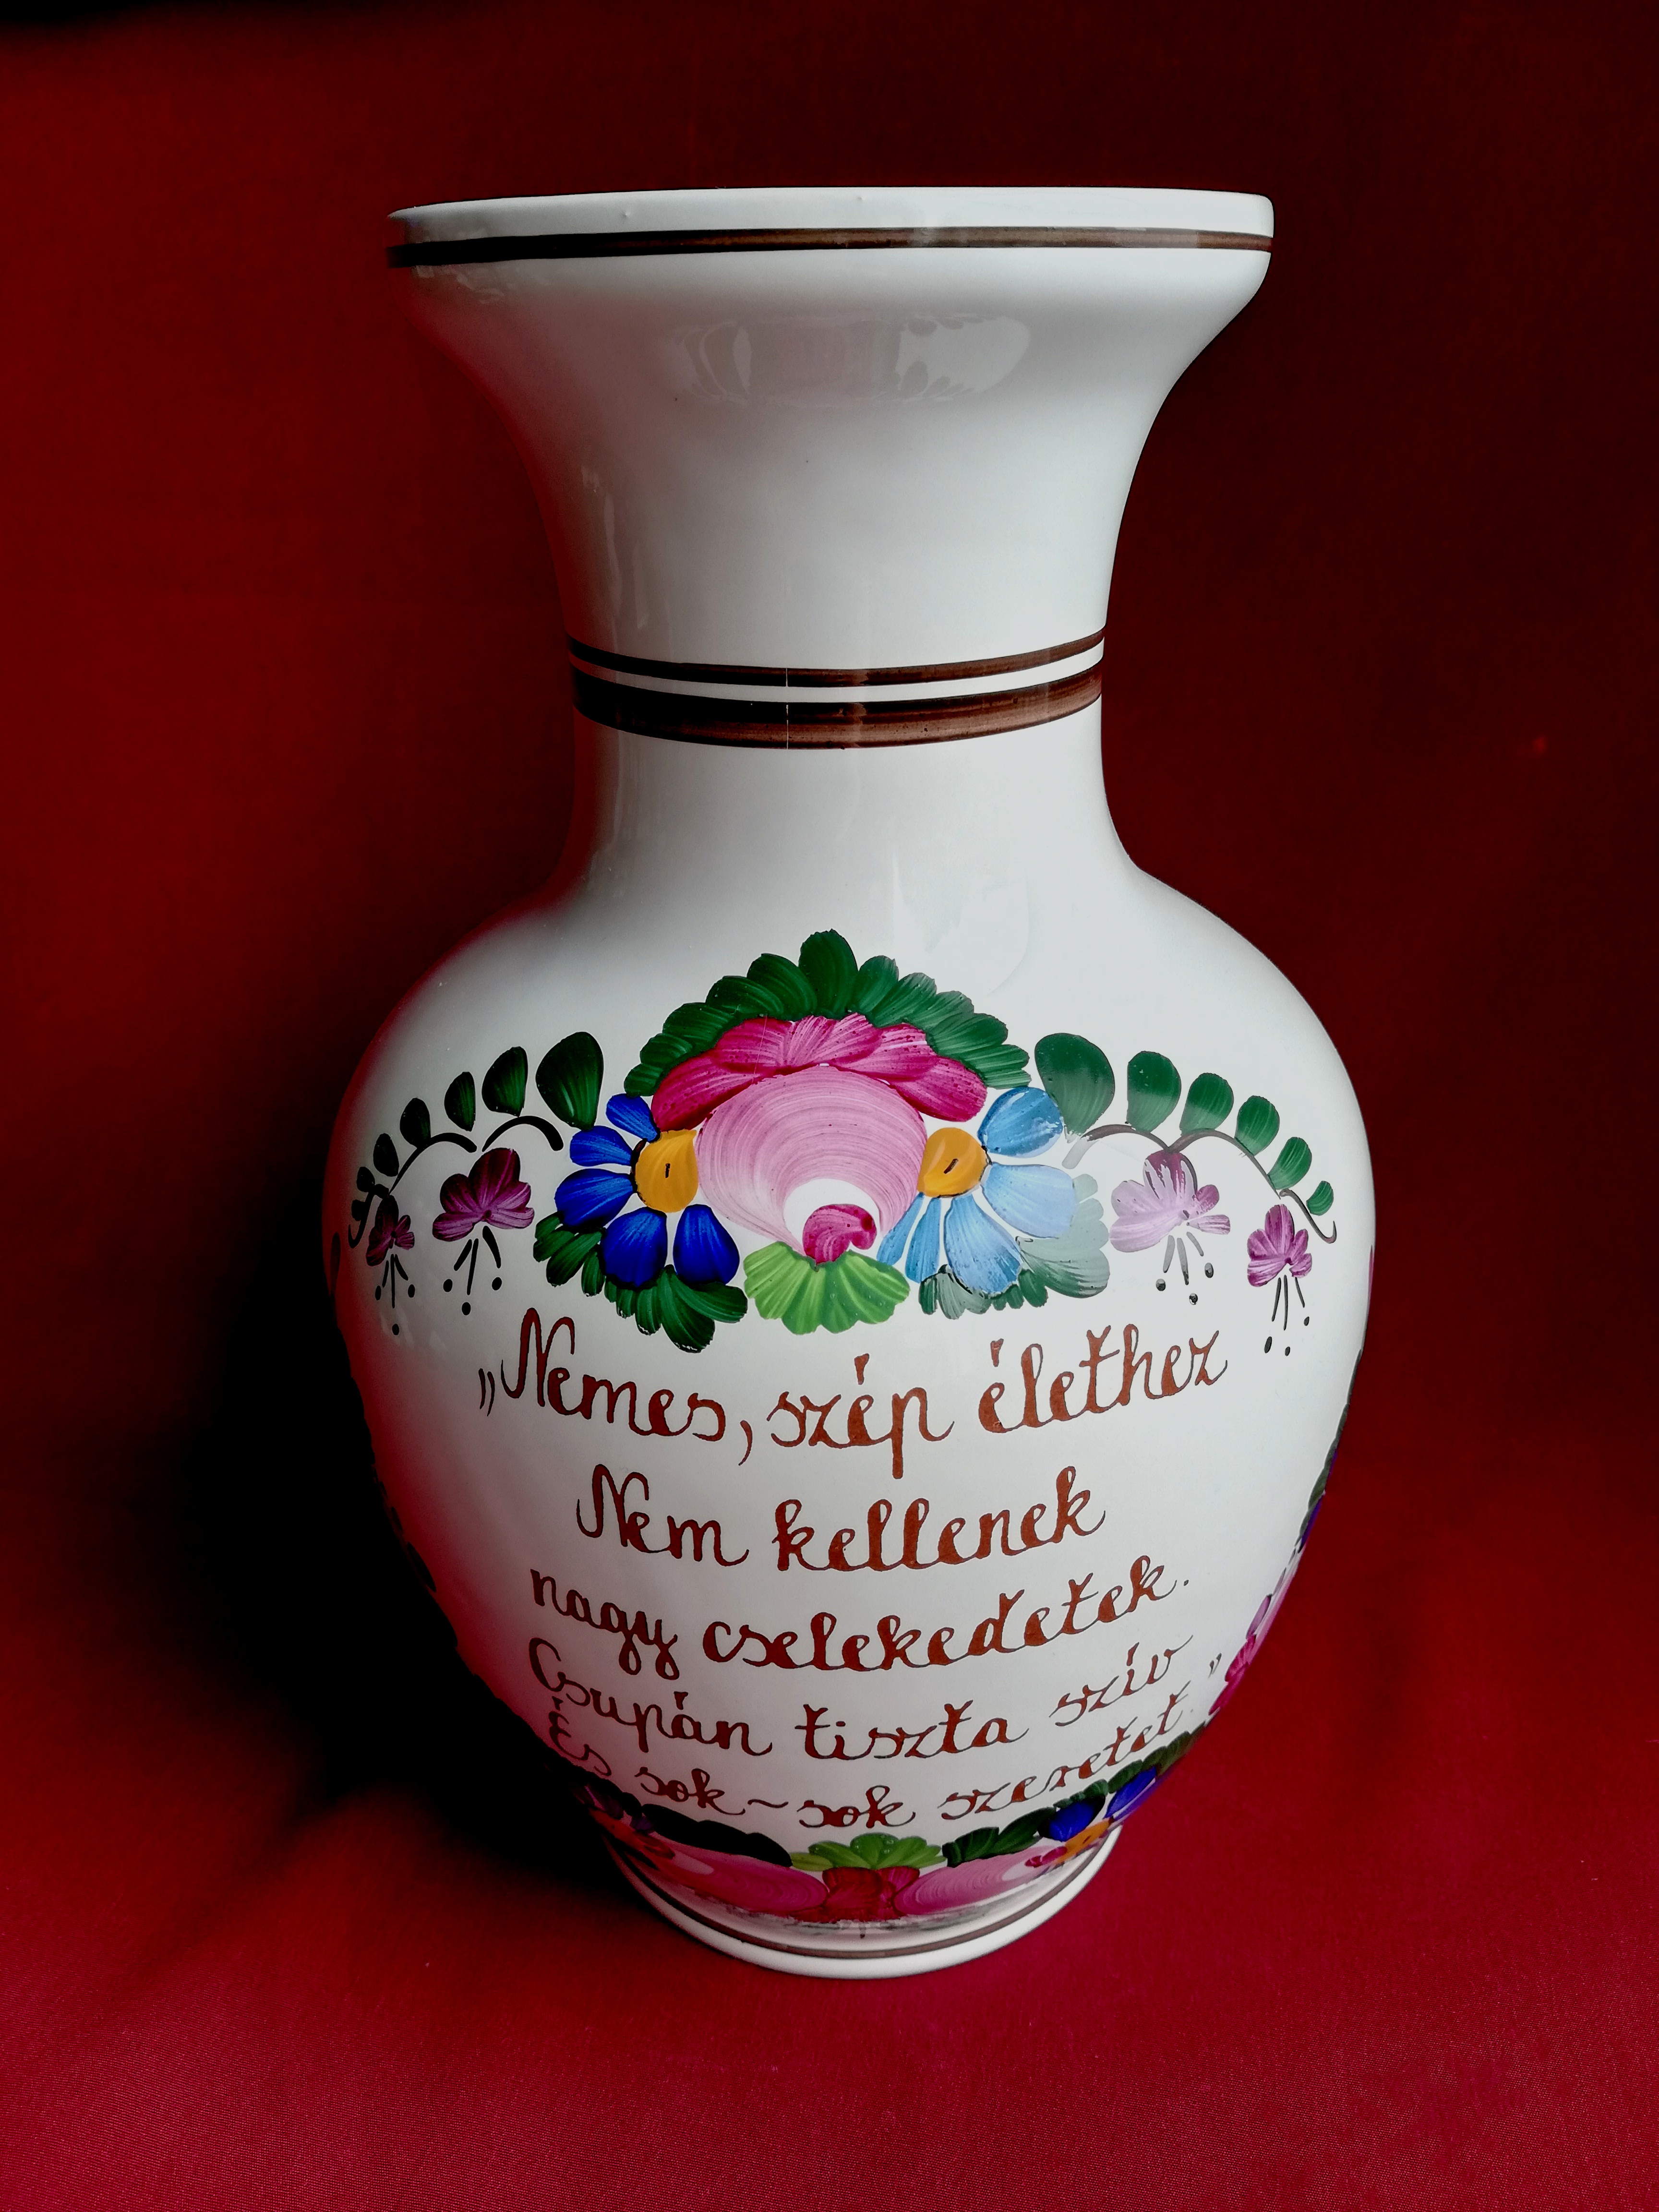 „Nemes, szép élethez
Nem kellenek
nagy cselekedetek.
Csupán tiszta szív
És sok-sok szeretet.”